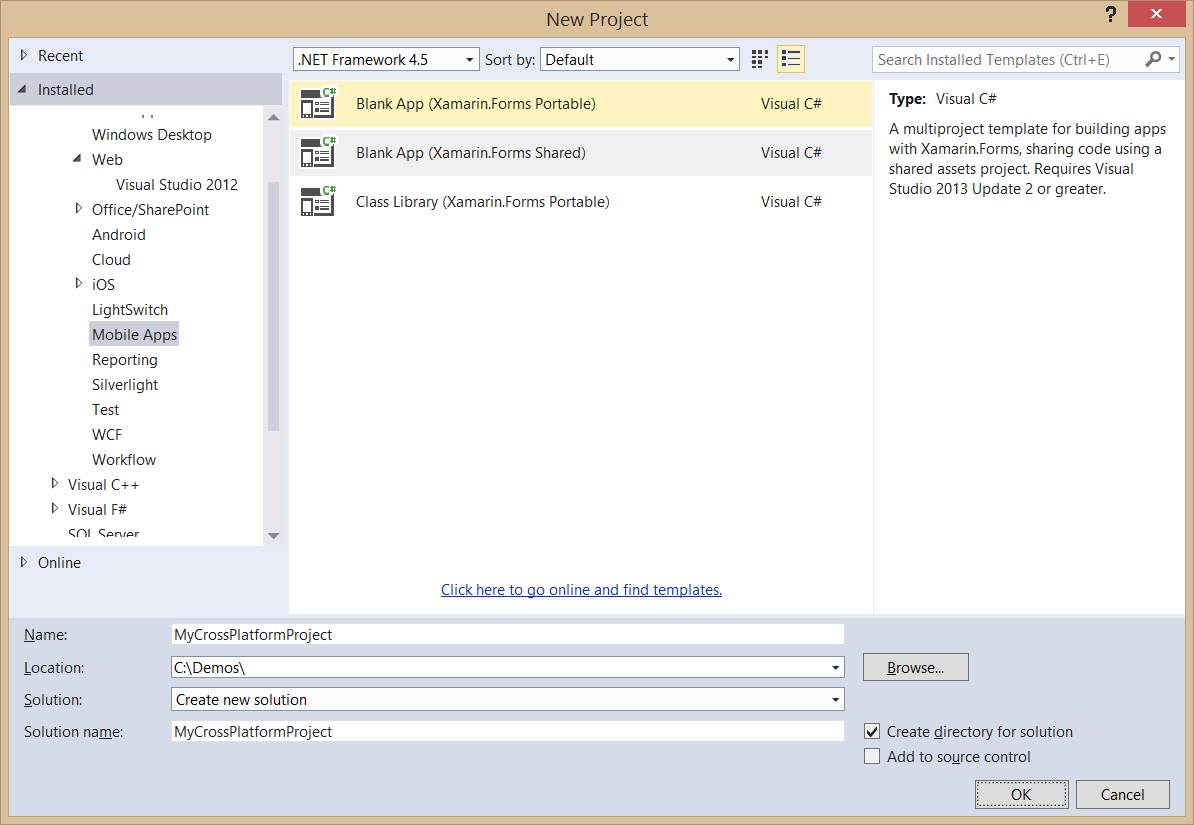 New Project
?
Recent
.NET Framework 4.5
Sort by:
Default
Search Installed Templates (Ctrl+E)
Installed
Windows Desktop
Web
Visual Studio 2012
Office/SharePoint
Android
Cloud
iOS
LightSwitch
Mobile Apps
Reporting
Silverlight
Test
WCF
Workflow
Visual C++
Visual F#
SQL Server
Online
C# Blank App (Xamarin.Forms Portable) Visual C#
C# Blank App (Xamarin.Forms Shared) Visual C#
C# Class Library (Xamarin.Forms Portable) Visual C#
Click here to go online and find templates.
Type: Visual C#
A multiproject template for building apps
with Xamarin.Forms, sharing code using a
shared assets project. Requires Visual
Studio 2013 Update 2 or greater.
Name: MyCrossPlatformProject
Location: C:\Demos\
Browse...
Solution: Create new solution
Solution name: MyCrossPlatformProject
Create directory for solution
Add to source control
OK
Cancel